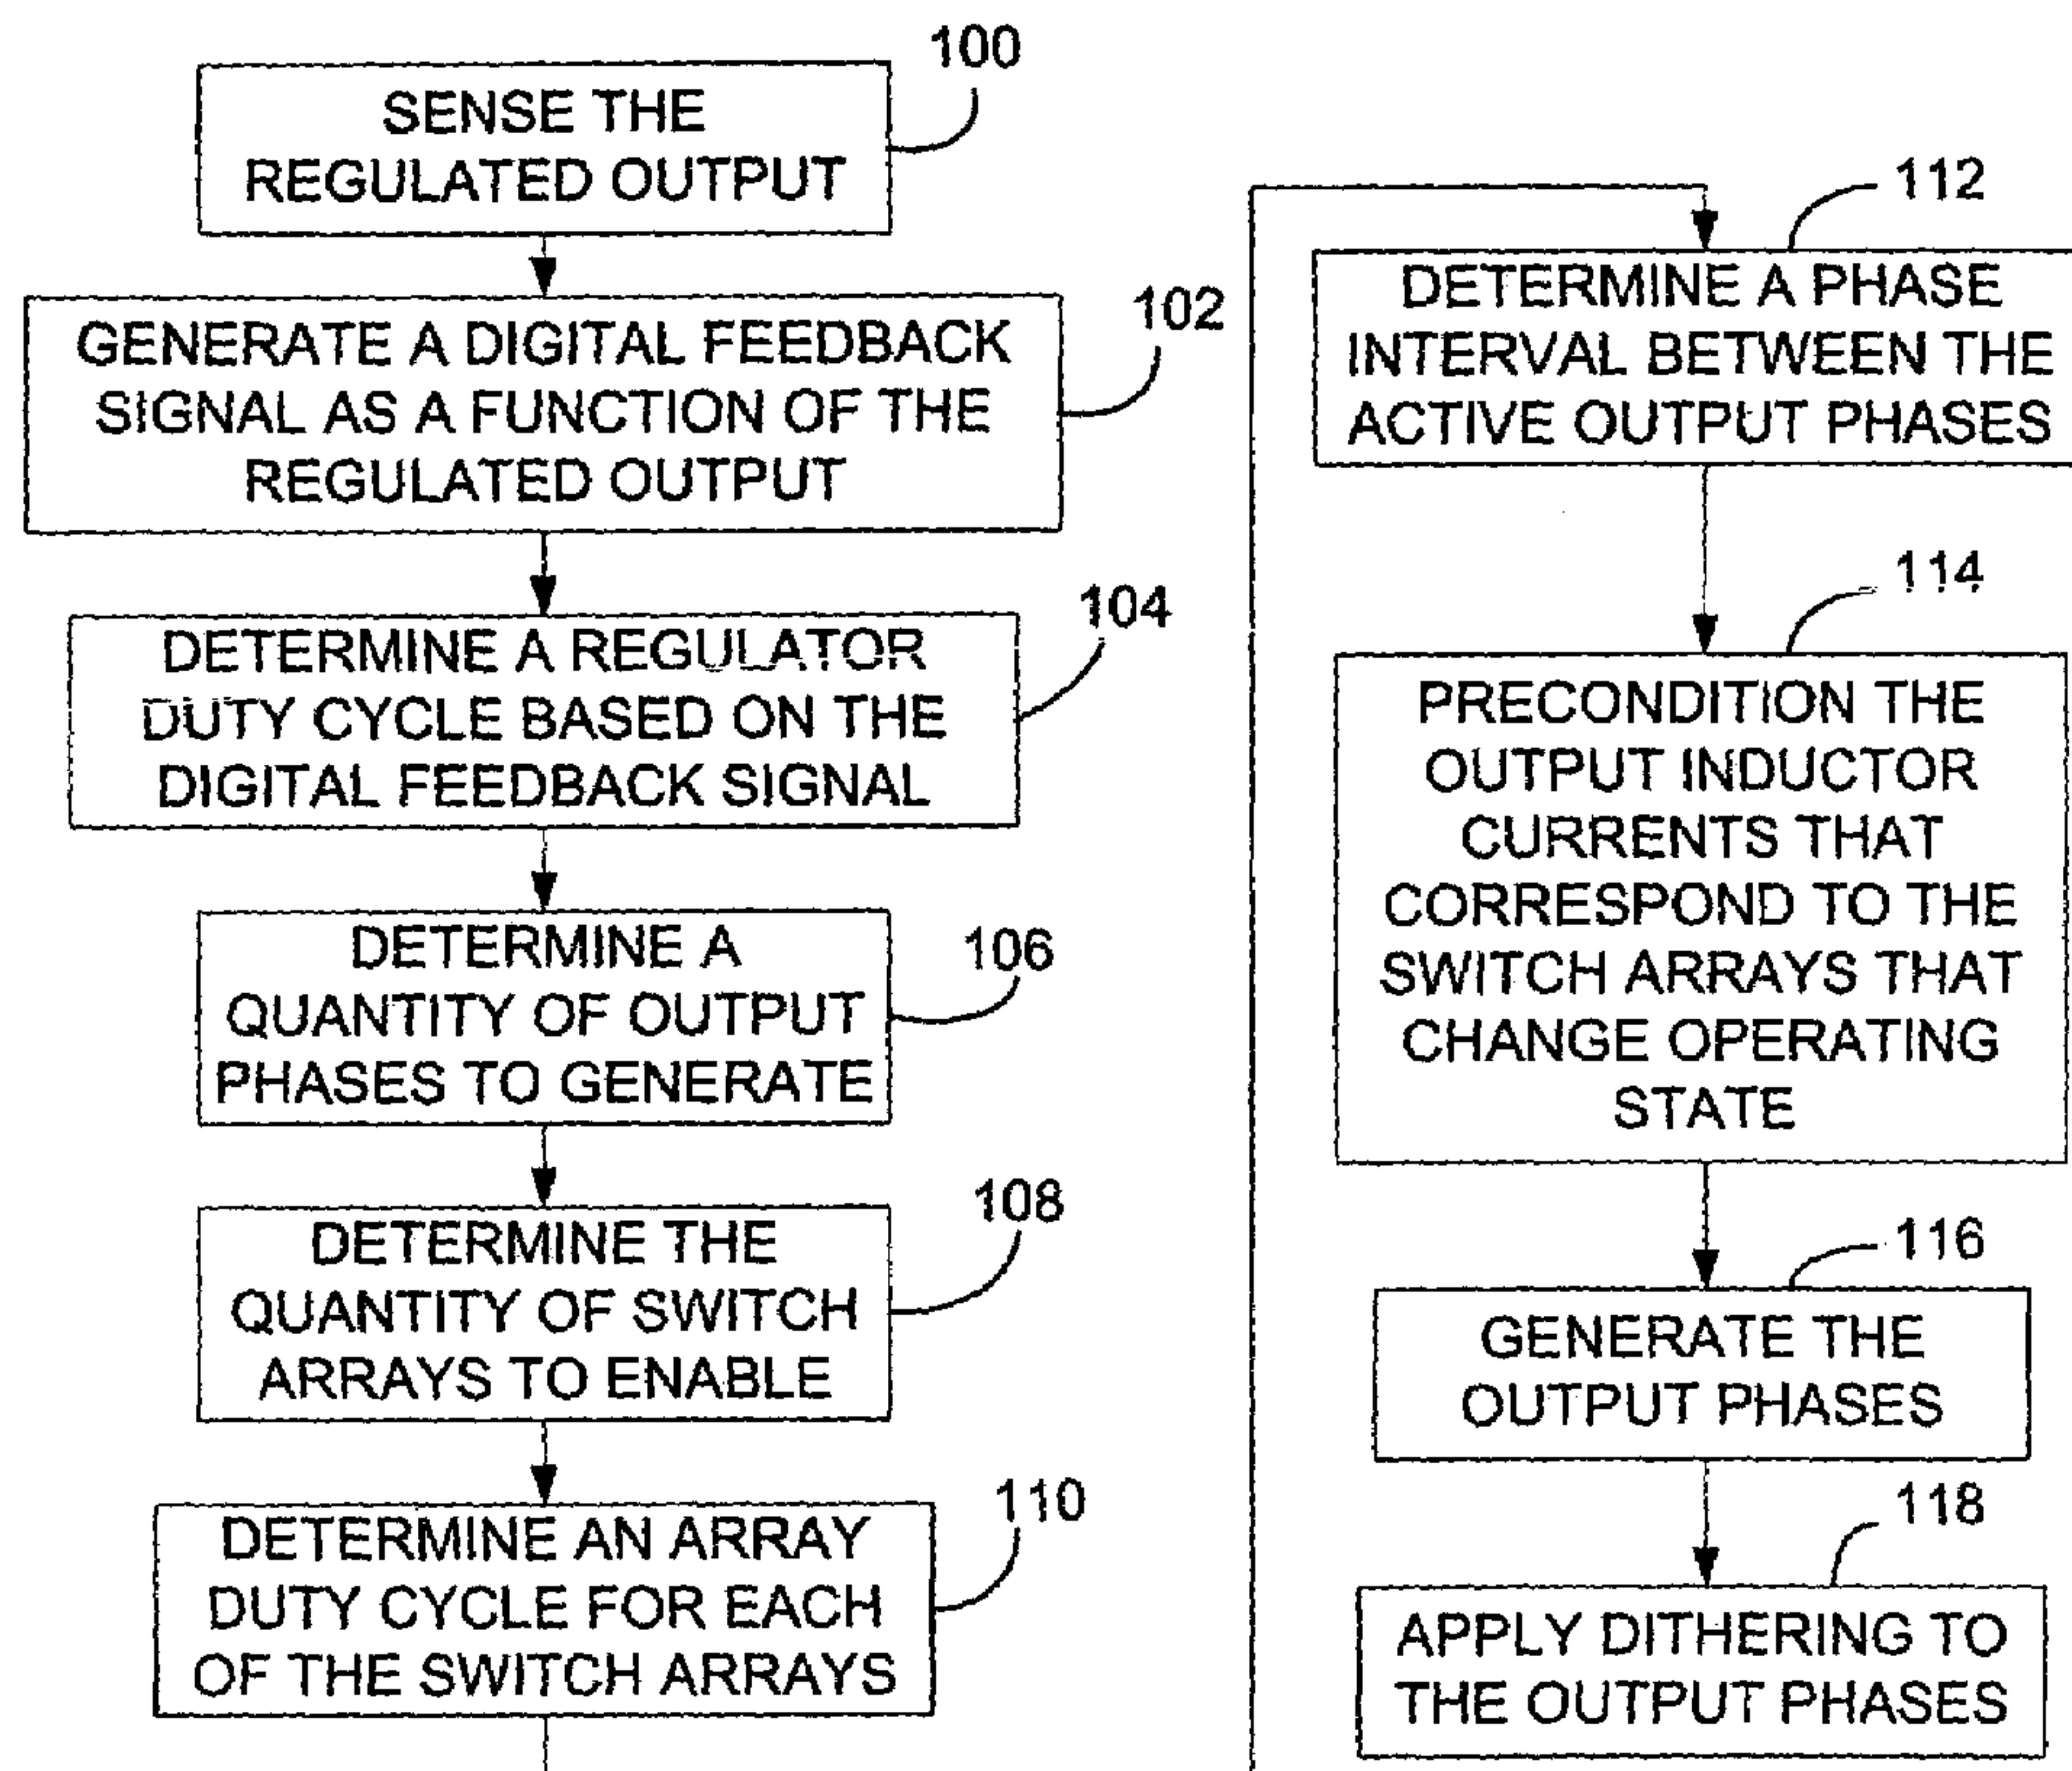 100
SENSE THE
REGULATED OUTPUT
102
GENERATE A DIGITAL FEEDBACK
SIGNAL AS A FUNCTION OF THE
REGULATED OUTPUT
104
DETERMINE A REGULATOR
DUTY CYCLE BASED ON THE
DIGITAL FEEDBACK SIGNAL
106
DETERMINE A
QUANTITY OF OUTPUT
PHASES TO GENERATE
108
DETERMINE THE
QUANTITY OF SWITCH
ARRAYS TO ENABLE
110
DETERMINE AN ARRAY
DUTY CYCLE FOR EACH
OF THE SWITCH ARRAYS
112
DETERMINE A PHASE
INTERVAL BETWEEN THE
ACTIVE OUTPUT PHASES
114
PRECONDITION THE
OUTPUT INDUCTOR
CURRENTS THAT
CORRESPOND TO THE
SWITCH ARRAYS THAT
CHANGE OPERATING
STATE
116
GENERATE THE
OUTPUT PHASES
118
APPLY DITHERING TO
THE OUTPUT PHASES